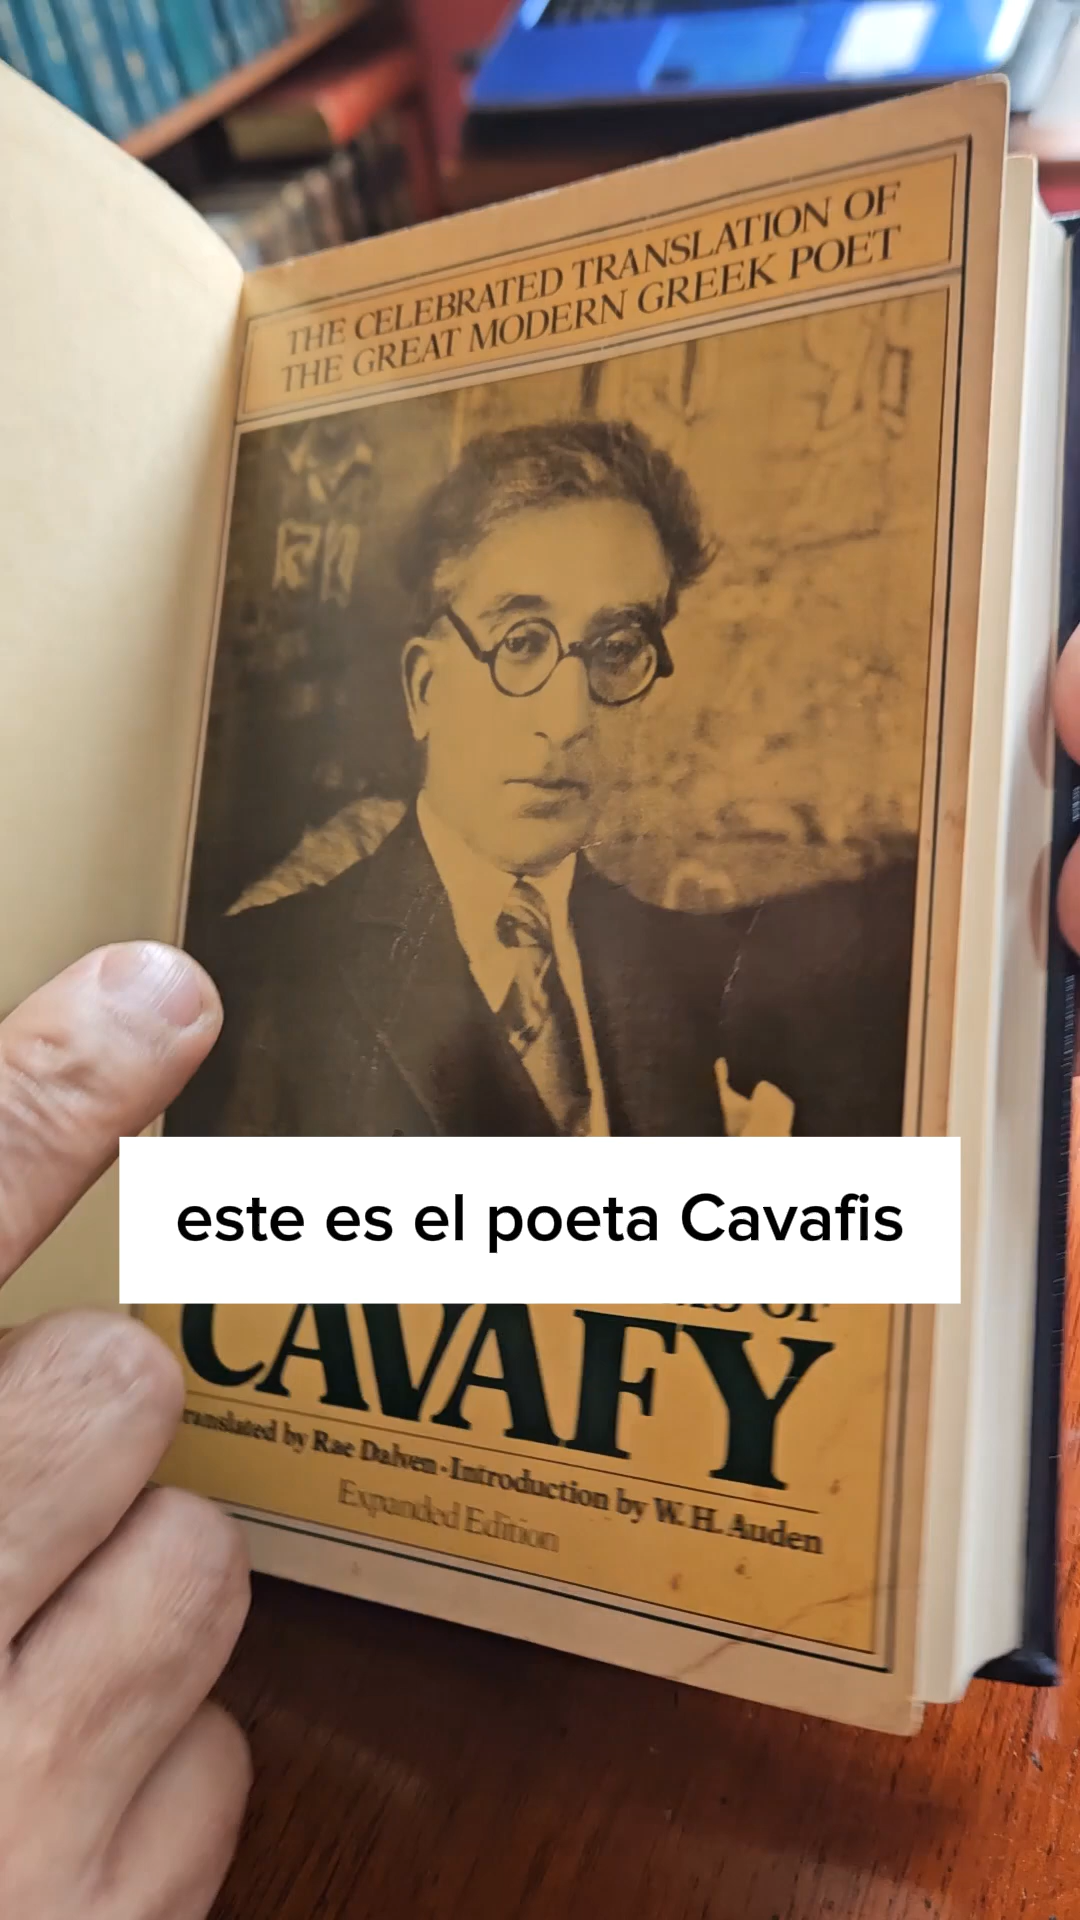 THE CELEBRATED TRANSLATION OF
THE GREAT MODERN GREEK POET
este es el poeta Cavafis
OF
CAVAFY
Translated by Rae Dalven · Introduction by W. H. Auden
Expanded Edition